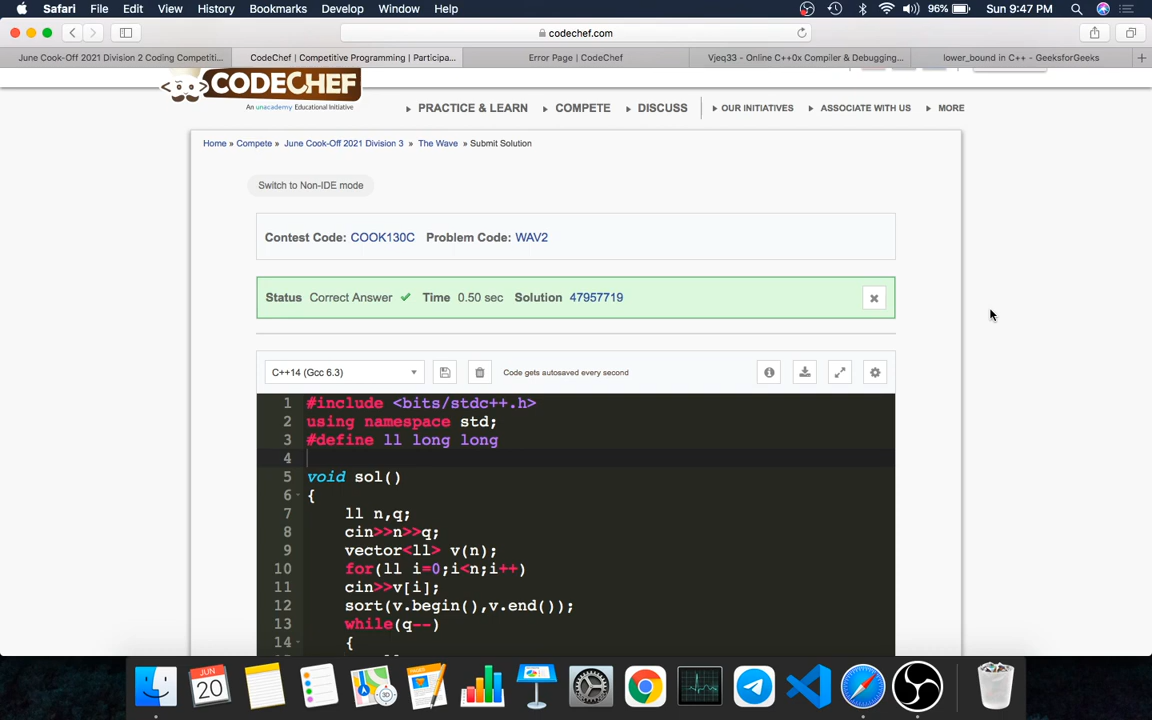 Safari File Edit View History Bookmarks Develop Window Help 96% Sun 9:47 PM
codechef.com
June Cook-Off 2021 Division 2 Coding Competiti... CodeChef | Competitive Programming | Participa... Error Page | CodeChef Vjeq33 - Online C++0x Compiler & Debugging... lower_bound in C++ - GeeksforGeeks
CODECHEF
An unacademy Educational Initiative
PRACTICE & LEARN COMPETE DISCUSS OUR INITIATIVES ASSOCIATE WITH US MORE
Home » Compete » June Cook-Off 2021 Division 3 » The Wave » Submit Solution
Switch to Non-IDE mode
Contest Code: COOK130C Problem Code: WAV2
Status Correct Answer ✔ Time 0.50 sec Solution 47957719
C++14 (Gcc 6.3) Code gets autosaved every second
1 #include <bits/stdc++.h>
2 using namespace std;
3 #define ll long long
4
5 void sol()
6 {
7 ll n,q;
8 cin>>n>>q;
9 vector<ll> v(n);
10 for(ll i=0;i<n;i++)
11 cin>>v[i];
12 sort(v.begin(),v.end());
13 while(q--)
14 {
JUN
20